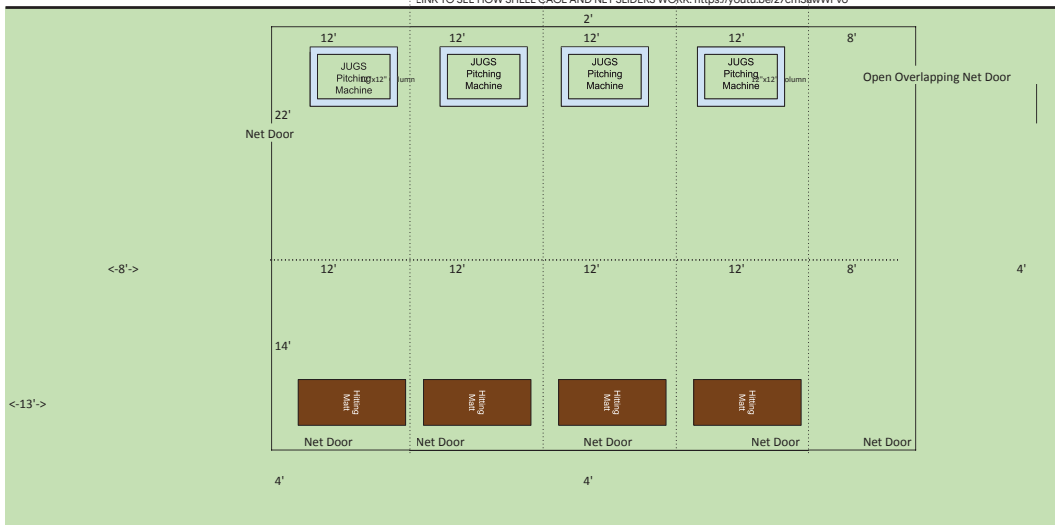 2'
12' 12' 12' 12' 8'
JUGS
Pitching
Machine
JUGS
Pitching
Machine
JUGS
Pitching
Machine
JUGS
Pitching
Machine
Open Overlapping Net Door
22'
Net Door
<-8'-> 12' 12' 12' 12' 8' 4'
14'
Hitting
Matt
Hitting
Matt
Hitting
Matt
Hitting
Matt
<-13'->
Net Door Net Door Net Door Net Door Net Door
4' 4'